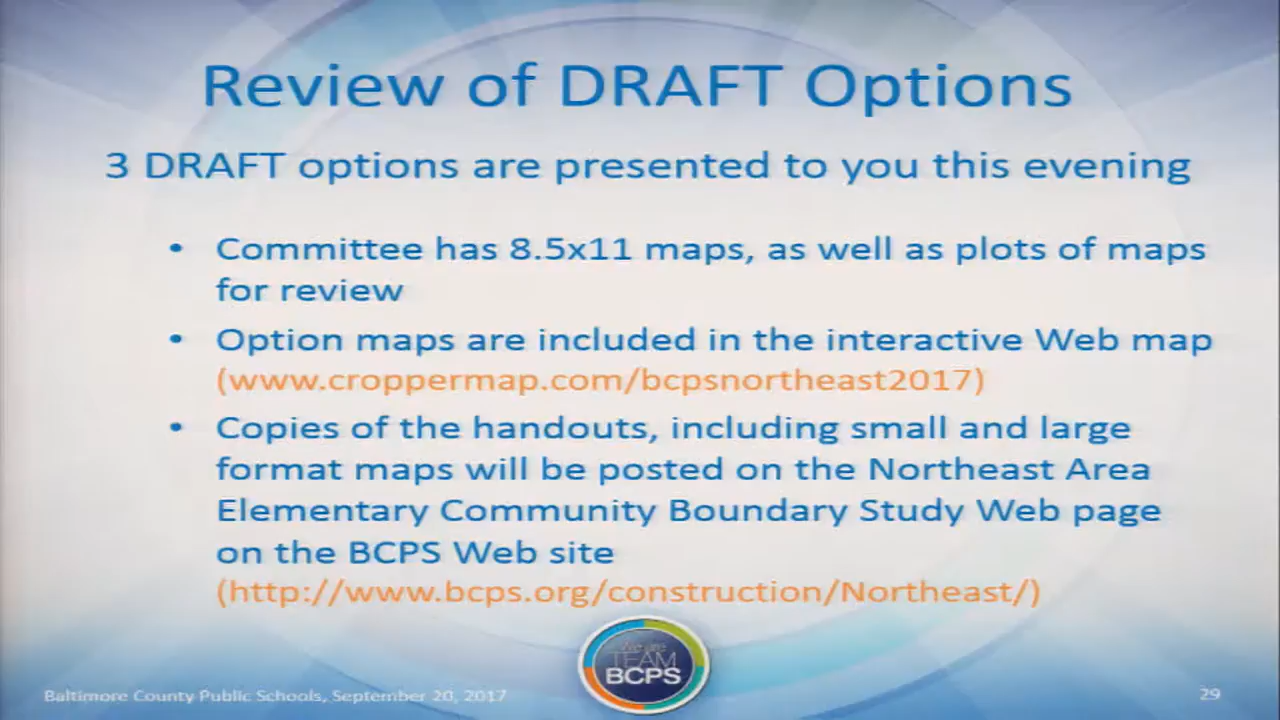 Review of DRAFT Options
3 DRAFT options are presented to you this evening
• Committee has 8.5x11 maps, as well as plots of maps
for review
• Option maps are included in the interactive Web map
(www.croppermap.com/bcpsnortheast2017)
• Copies of the handouts, including small and large
format maps will be posted on the Northeast Area
Elementary Community Boundary Study Web page
on the BCPS Web site
(http://www.bcps.org/construction/Northeast/)
We are
TEAM
BCPS
Baltimore County Public Schools, September 20, 2017
29